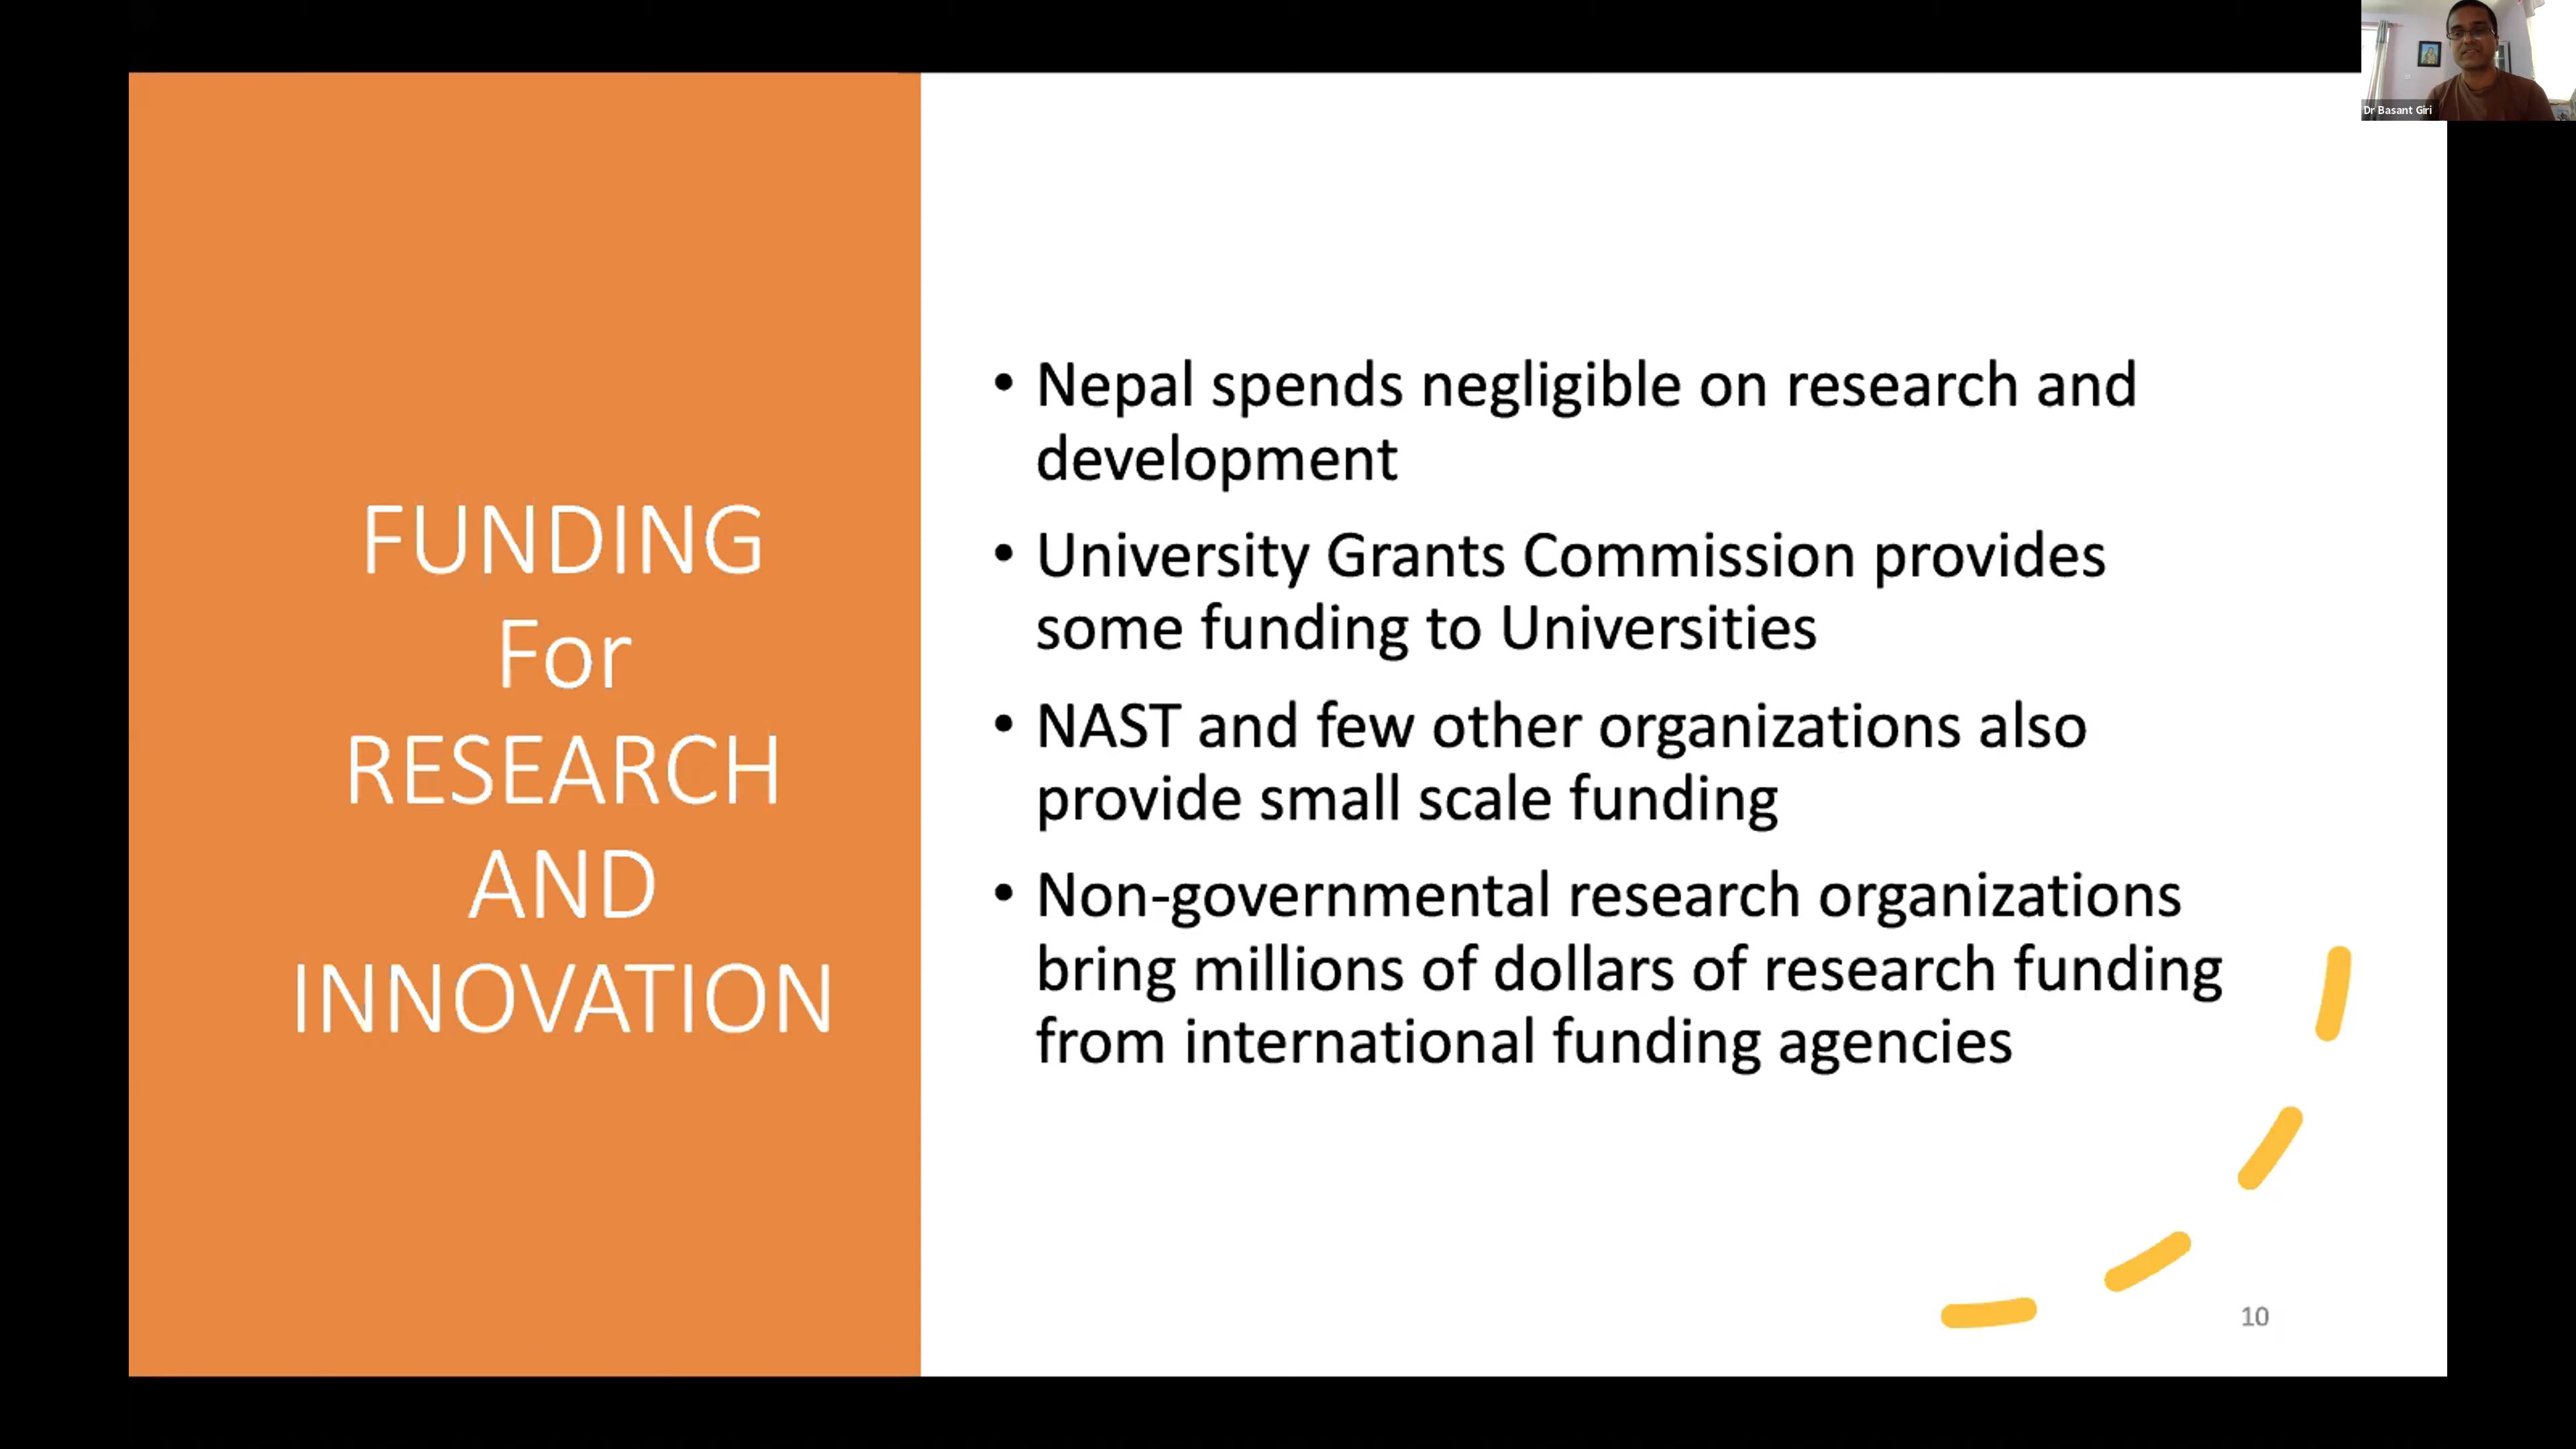 Dr Basant Giri
FUNDING
For
RESEARCH
AND
INNOVATION
• Nepal spends negligible on research and
development
• University Grants Commission provides
some funding to Universities
• NAST and few other organizations also
provide small scale funding
• Non-governmental research organizations
bring millions of dollars of research funding
from international funding agencies
10